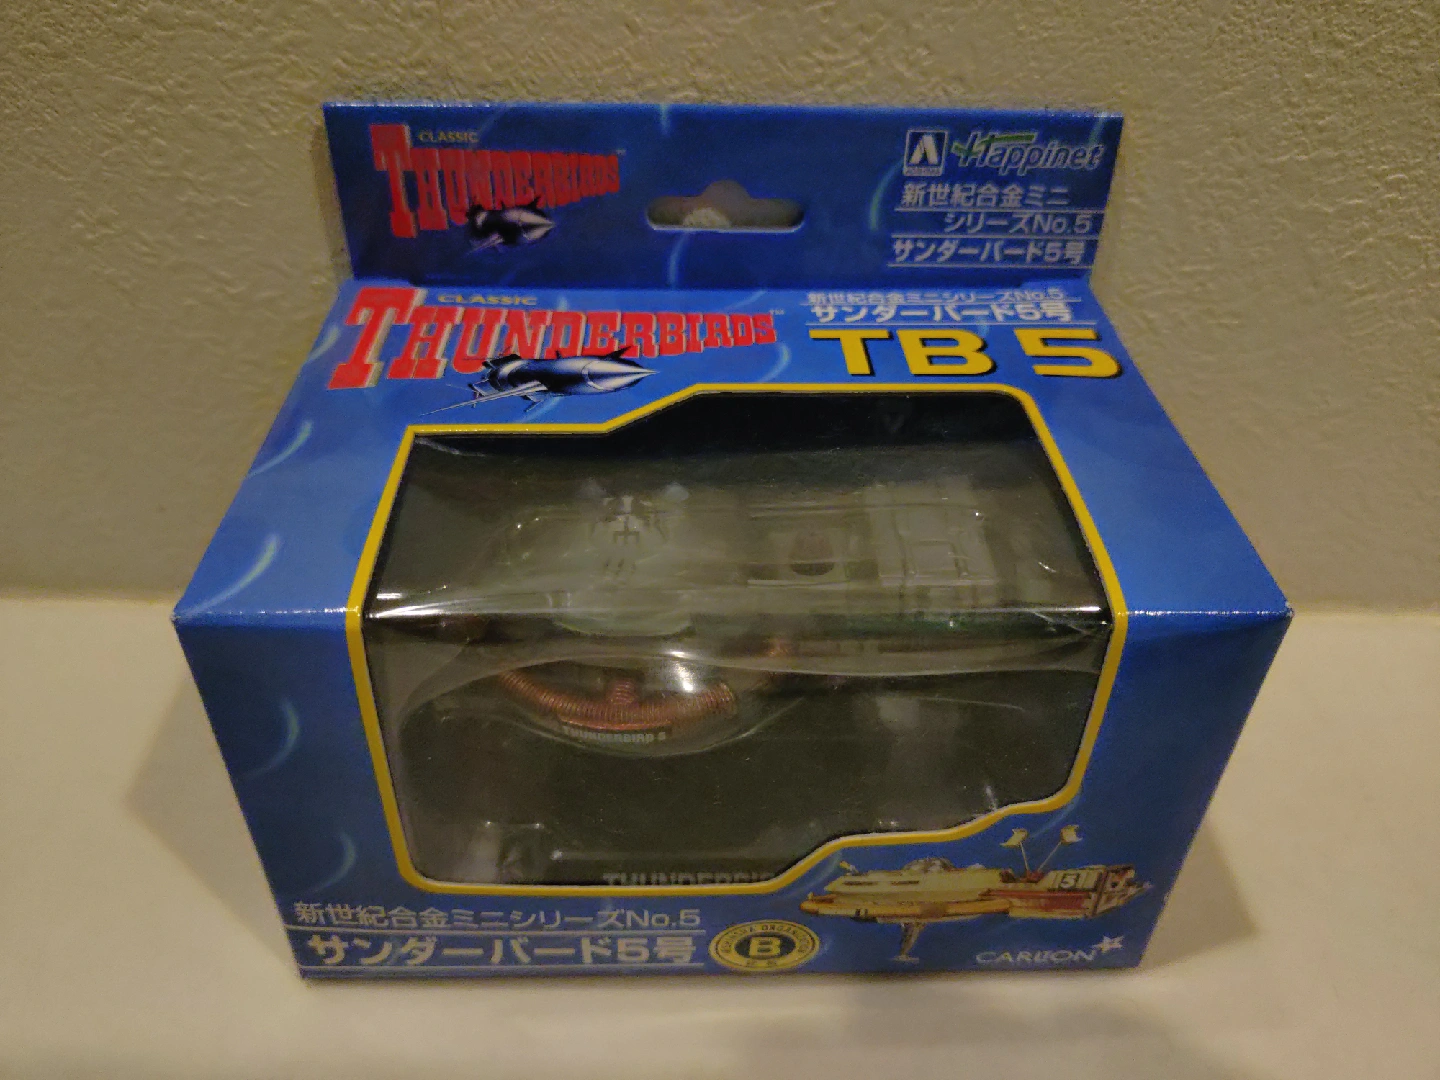 CLASSIC
THUNDERBIRDS™
Happinet
新世紀合金ミニ
シリーズNo.5
サンダーバード5号
CLASSIC
THUNDERBIRDS™
新世紀合金ミニシリーズNo.5
サンダーバード5号
TB 5
THUNDERBIRD 5
5
新世紀合金ミニシリーズNo.5
サンダーバード5号
B
CARLTON